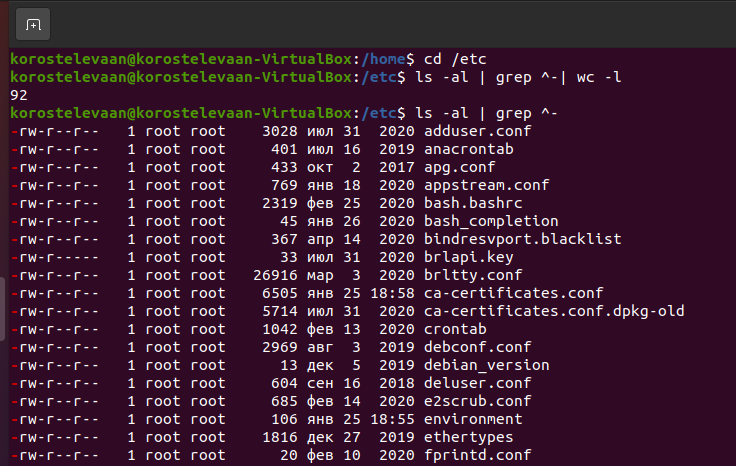 korostelevaan@korostelevaan-VirtualBox:/home$ cd /etc
korostelevaan@korostelevaan-VirtualBox:/etc$ ls -al | grep ^-| wc -l
92
korostelevaan@korostelevaan-VirtualBox:/etc$ ls -al | grep ^-
-rw-r--r--   1 root root    3028 июл 31  2020 adduser.conf
-rw-r--r--   1 root root     401 июл 16  2019 anacrontab
-rw-r--r--   1 root root     433 окт  2  2017 apg.conf
-rw-r--r--   1 root root     769 янв 18  2020 appstream.conf
-rw-r--r--   1 root root    2319 фев 25  2020 bash.bashrc
-rw-r--r--   1 root root      45 янв 26  2020 bash_completion
-rw-r--r--   1 root root     367 апр 14  2020 bindresvport.blacklist
-rw-r-----   1 root root      33 июл 31  2020 brlapi.key
-rw-r--r--   1 root root   26916 мар  3  2020 brltty.conf
-rw-r--r--   1 root root    6505 янв 25 18:58 ca-certificates.conf
-rw-r--r--   1 root root    5714 июл 31  2020 ca-certificates.conf.dpkg-old
-rw-r--r--   1 root root    1042 фев 13  2020 crontab
-rw-r--r--   1 root root    2969 авг  3  2019 debconf.conf
-rw-r--r--   1 root root      13 дек  5  2019 debian_version
-rw-r--r--   1 root root     604 сен 16  2018 deluser.conf
-rw-r--r--   1 root root     685 фев 14  2020 e2scrub.conf
-rw-r--r--   1 root root     106 янв 25 18:55 environment
-rw-r--r--   1 root root    1816 дек 27  2019 ethertypes
-rw-r--r--   1 root root      20 фев 10  2020 fprintd.conf